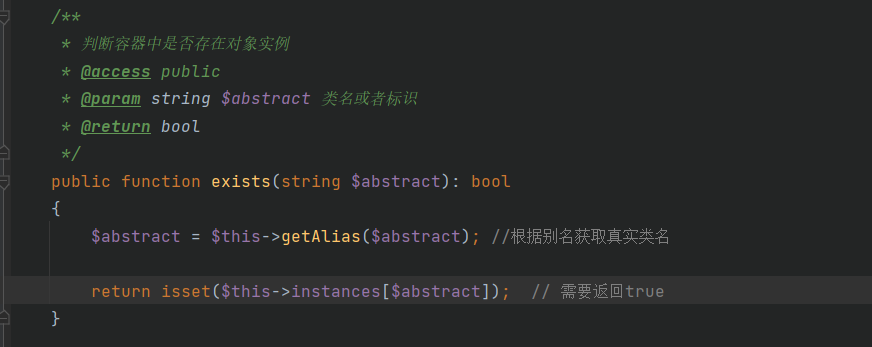 /**
 * 判断容器中是否存在对象实例
 * @access public
 * @param string $abstract 类名或者标识
 * @return bool
 */
public function exists(string $abstract): bool
{
    $abstract = $this->getAlias($abstract); //根据别名获取真实类名
    return isset($this->instances[$abstract]);  // 需要返回true
}